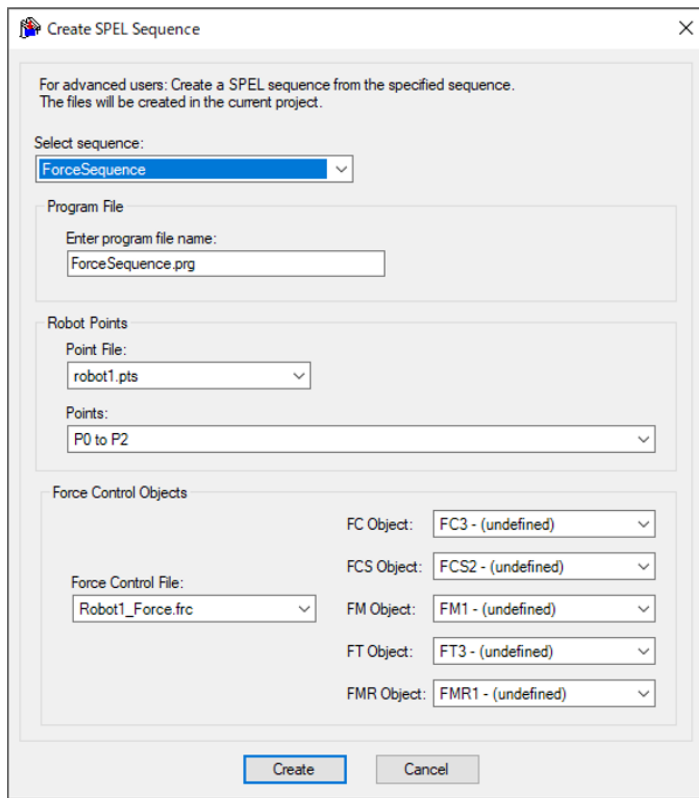 Create SPEL Sequence
For advanced users: Create a SPEL sequence from the specified sequence.
The files will be created in the current project.
Select sequence:
ForceSequence
Program File
Enter program file name:
ForceSequence.prg
Robot Points
Point File:
robot1.pts
Points:
P0 to P2
Force Control Objects
FC Object: FC3 - (undefined)
FCS Object: FCS2 - (undefined)
Force Control File:
Robot1_Force.frc
FM Object: FM1 - (undefined)
FT Object: FT3 - (undefined)
FMR Object: FMR1 - (undefined)
Create Cancel